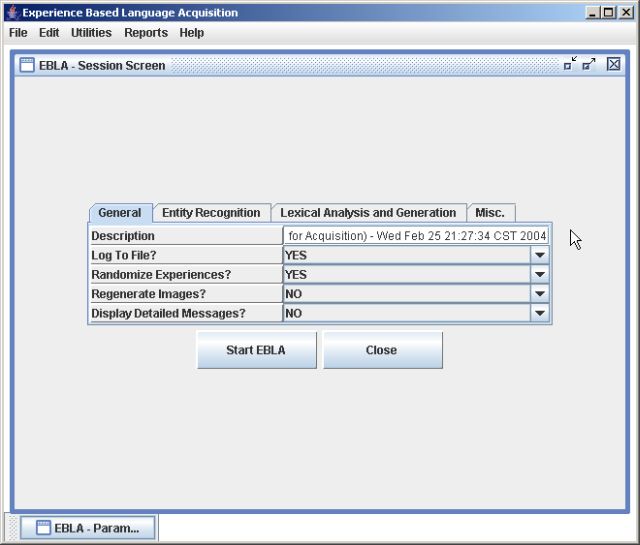 Experience Based Language Acquisition
File Edit Utilities Reports Help
EBLA - Session Screen
General Entity Recognition Lexical Analysis and Generation Misc.
Description for Acquisition) - Wed Feb 25 21:27:34 CST 2004
Log To File? YES
Randomize Experiences? YES
Regenerate Images? NO
Display Detailed Messages? NO
Start EBLA Close
EBLA - Param...